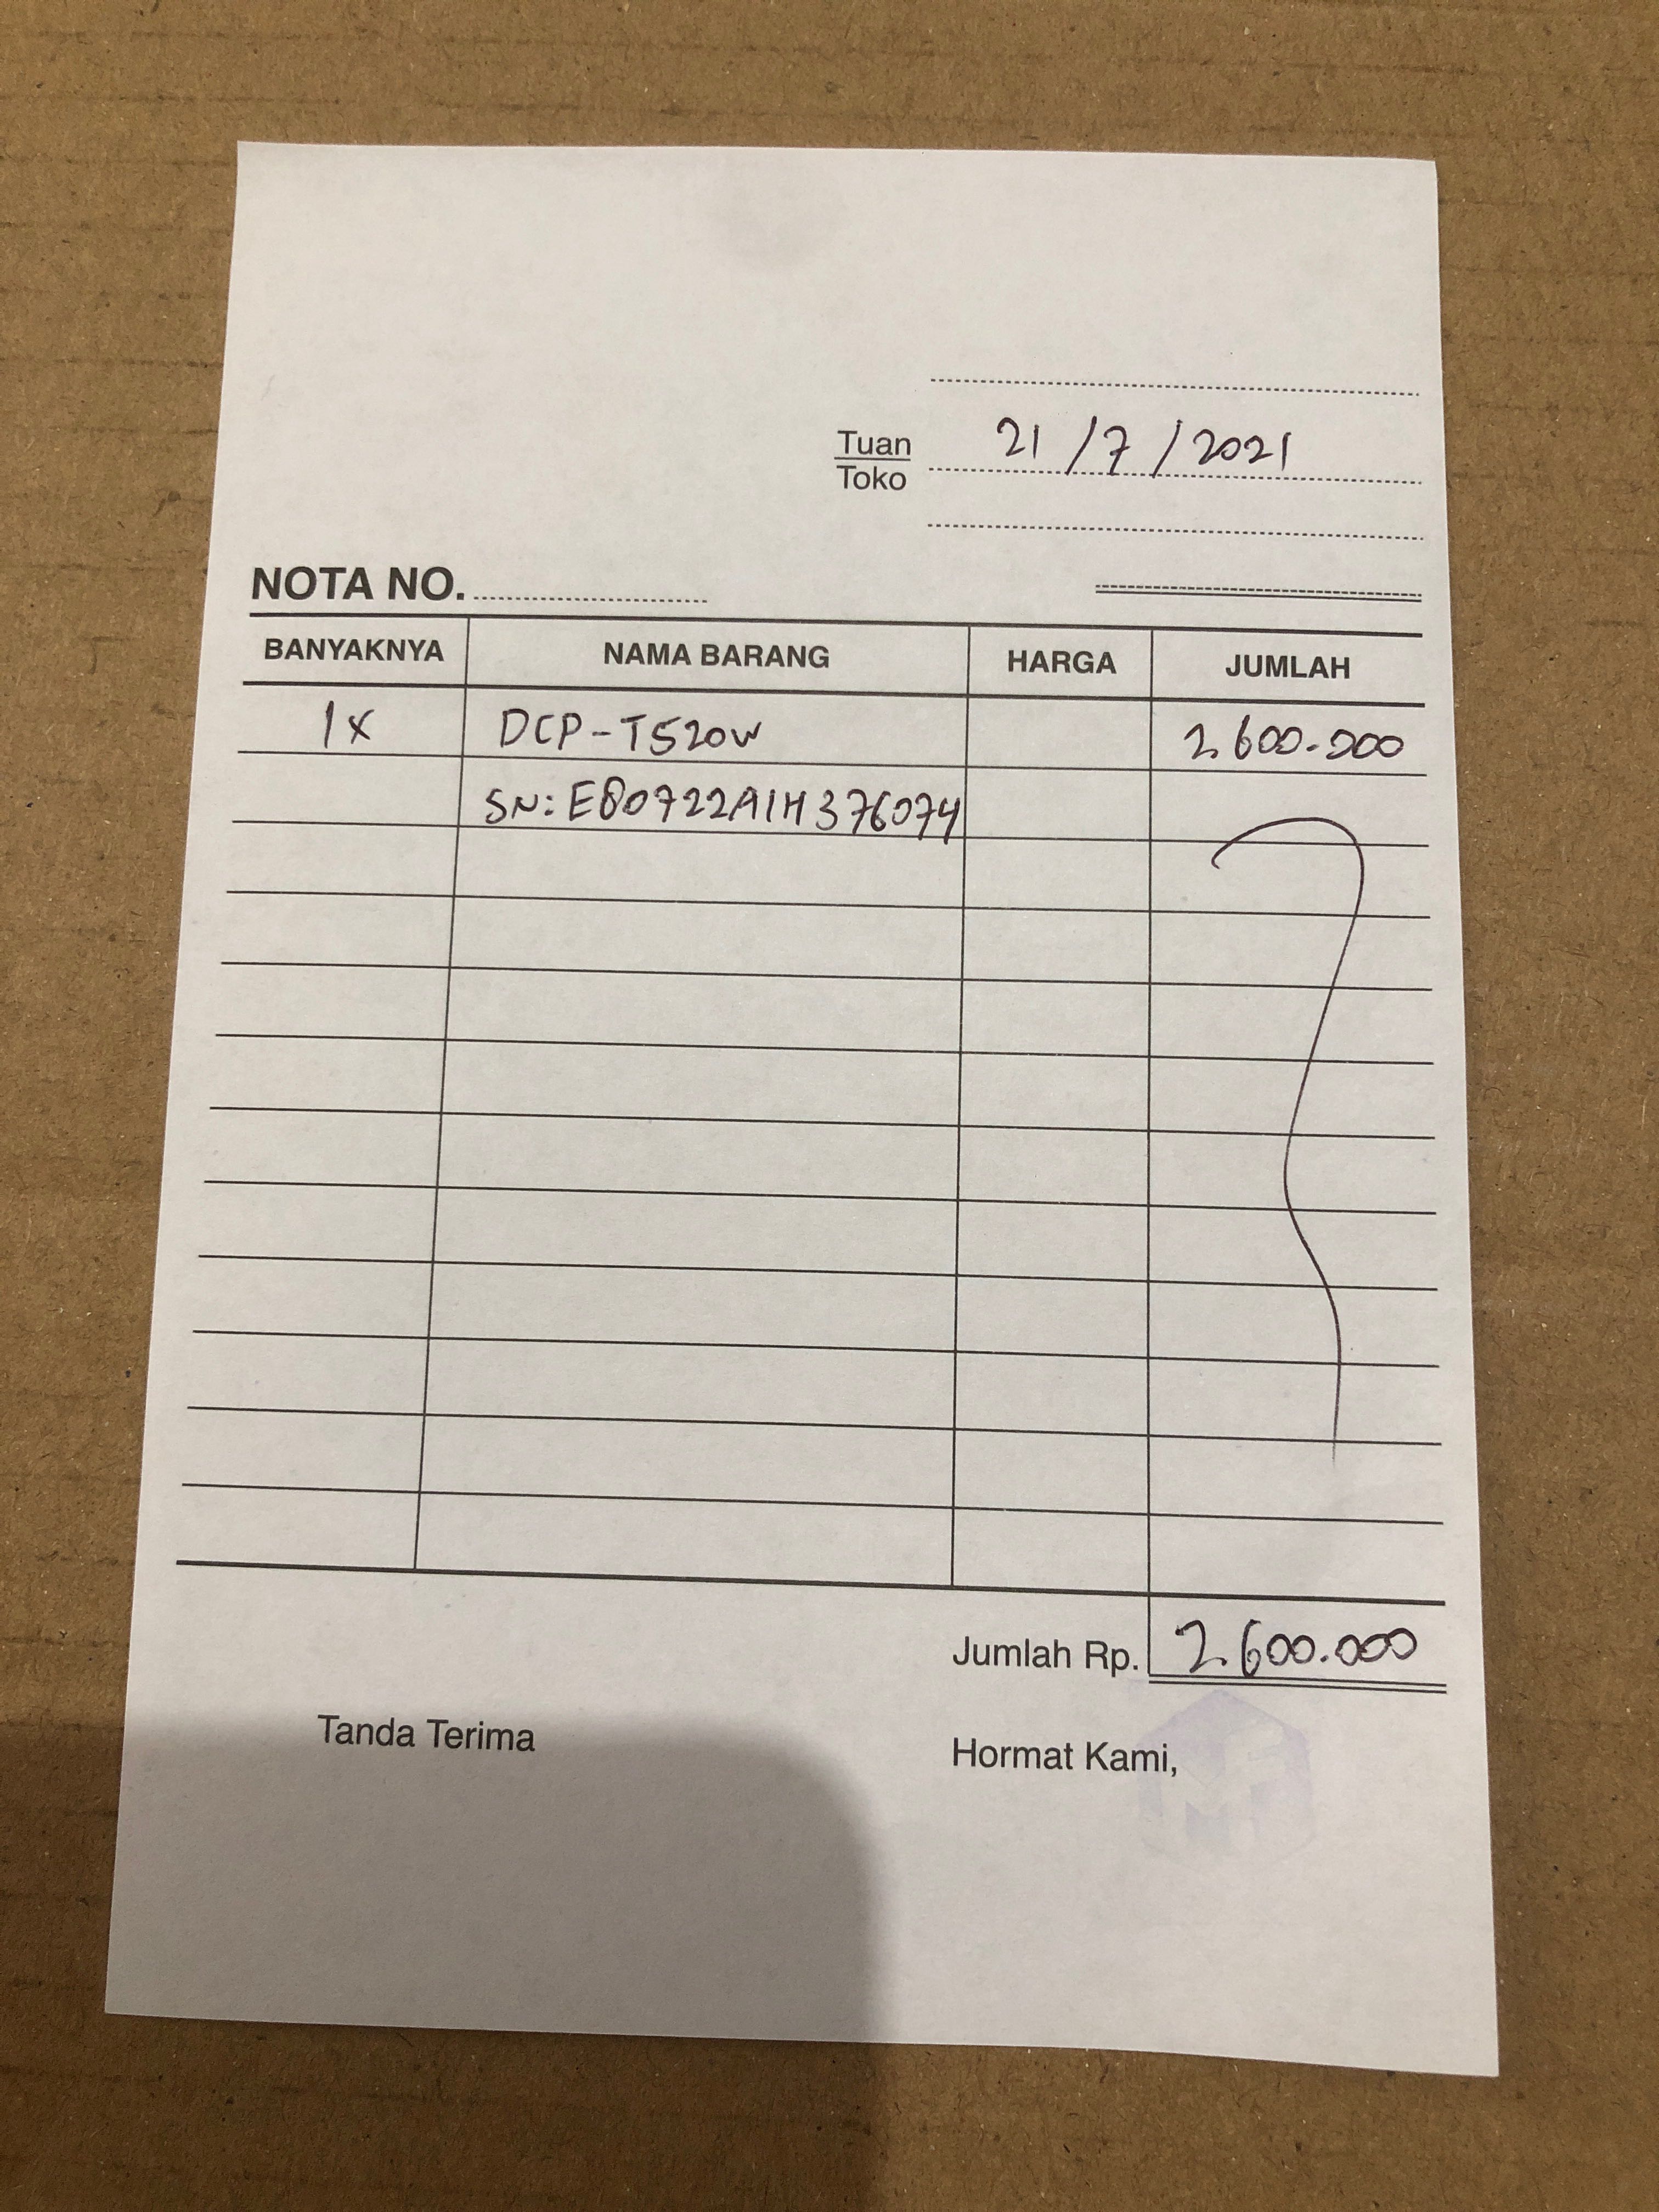 21/7/2021
Tuan
Toko
NOTA NO.
BANYAKNYA NAMA BARANG HARGA JUMLAH
1x DCP-T520W 2.600.000
SN: E80722A1H376074
Jumlah Rp. 2.600.000
Tanda Terima
Hormat Kami,